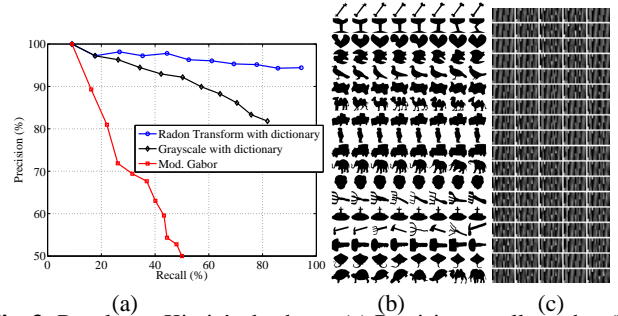 100
90
80
70
60
50
Precision (%)
0 20 40 60 80 100
Recall (%)
Radon Transform with dictionary
Grayscale with dictionary
Mod. Gabor
(a) (b) (c)